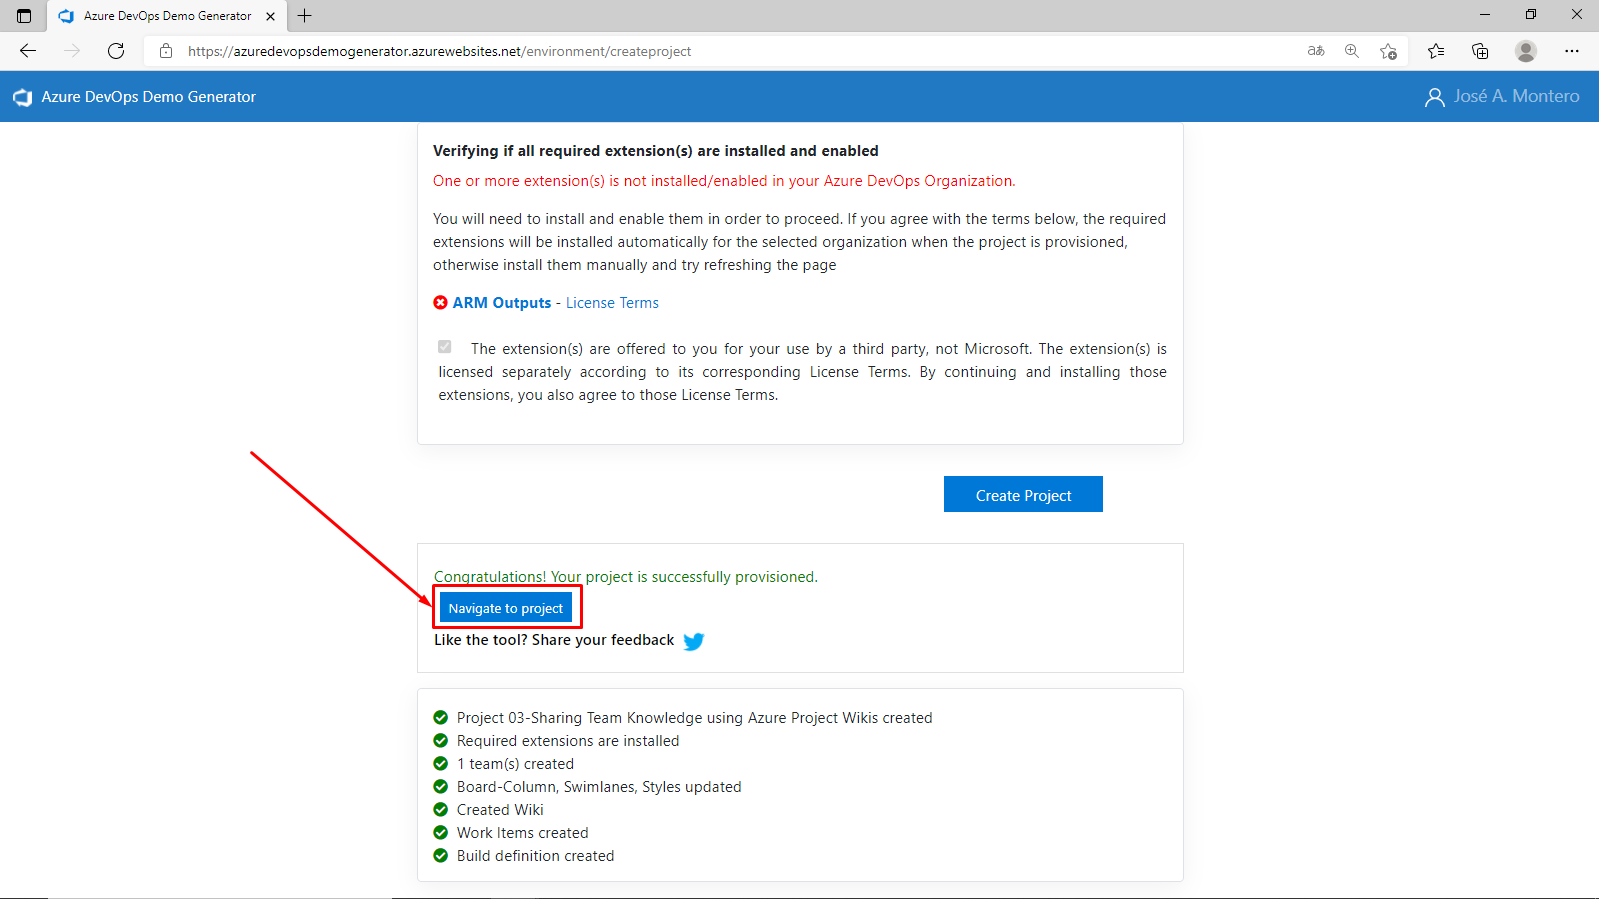 Azure DevOps Demo Generator
https://azuredevopsdemogenerator.azurewebsites.net/environment/createproject
aあ
Azure DevOps Demo Generator
José A. Montero
Verifying if all required extension(s) are installed and enabled
One or more extension(s) is not installed/enabled in your Azure DevOps Organization.
You will need to install and enable them in order to proceed. If you agree with the terms below, the required
extensions will be installed automatically for the selected organization when the project is provisioned,
otherwise install them manually and try refreshing the page
ARM Outputs - License Terms
The extension(s) are offered to you for your use by a third party, not Microsoft. The extension(s) is
licensed separately according to its corresponding License Terms. By continuing and installing those
extensions, you also agree to those License Terms.
Create Project
Congratulations! Your project is successfully provisioned.
Navigate to project
Like the tool? Share your feedback
Project 03-Sharing Team Knowledge using Azure Project Wikis created
Required extensions are installed
1 team(s) created
Board-Column, Swimlanes, Styles updated
Created Wiki
Work Items created
Build definition created